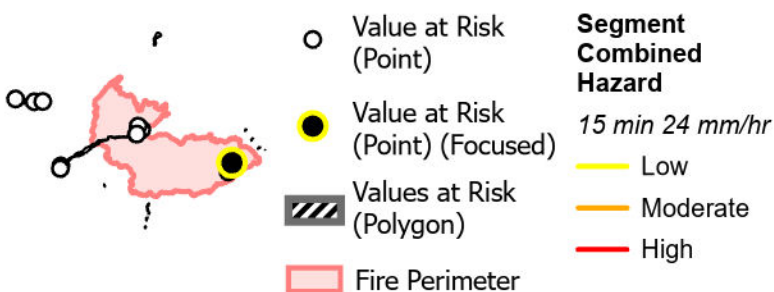 Value at Risk
(Point)
Value at Risk
(Point) (Focused)
Values at Risk
(Polygon)
Fire Perimeter
Segment
Combined
Hazard
15 min 24 mm/hr
Low
Moderate
High